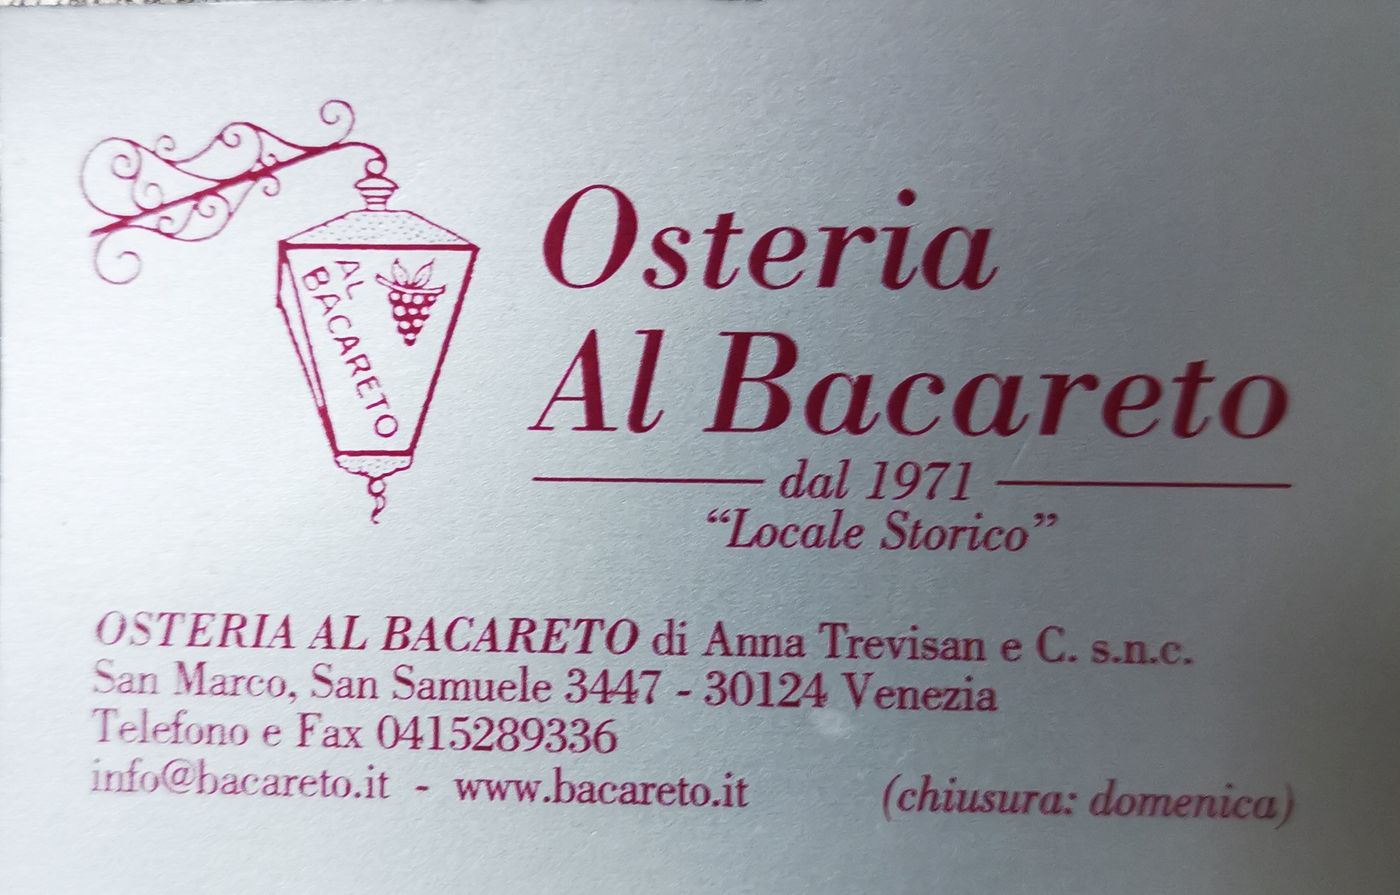 AL
BACARETO
Osteria
Al Bacareto
dal 1971
“Locale Storico”
OSTERIA AL BACARETO di Anna Trevisan e C. s.n.c.
San Marco, San Samuele 3447 - 30124 Venezia
Telefono e Fax 0415289336
info@bacareto.it - www.bacareto.it (chiusura: domenica)